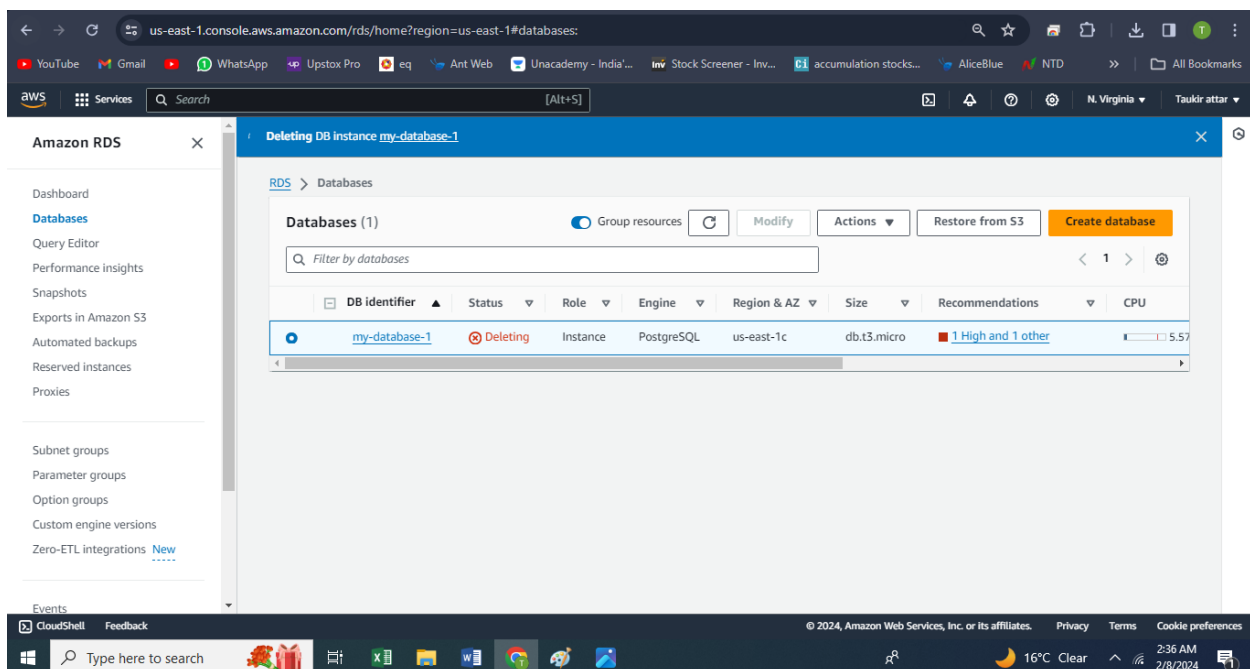 us-east-1.console.aws.amazon.com/rds/home?region=us-east-1#databases:
YouTube Gmail WhatsApp Upstox Pro eq Ant Web Unacademy - India'... Stock Screener - Inv... accumulation stocks... AliceBlue NTD » All Bookmarks
aws Services Search [Alt+S] N. Virginia Taukir attar
Amazon RDS
Dashboard
Databases
Query Editor
Performance insights
Snapshots
Exports in Amazon S3
Automated backups
Reserved instances
Proxies
Subnet groups
Parameter groups
Option groups
Custom engine versions
Zero-ETL integrations New
Events
Deleting DB instance my-database-1
RDS > Databases
Databases (1) Group resources Modify Actions Restore from S3 Create database
Filter by databases
1
DB identifier Status Role Engine Region & AZ Size Recommendations CPU
my-database-1 Deleting Instance PostgreSQL us-east-1c db.t3.micro 1 High and 1 other 5.57
CloudShell Feedback © 2024, Amazon Web Services, Inc. or its affiliates. Privacy Terms Cookie preferences
Type here to search 16°C Clear 2:36 AM
2/8/2024